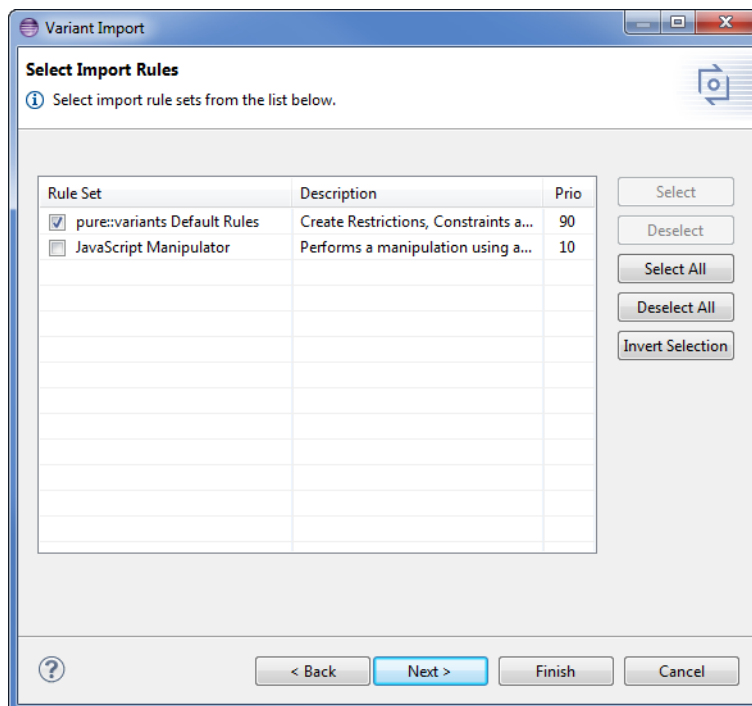 Variant Import
Select Import Rules
Select import rule sets from the list below.
Rule Set Description Prio
pure::variants Default Rules Create Restrictions, Constraints a... 90
JavaScript Manipulator Performs a manipulation using a... 10
Select
Deselect
Select All
Deselect All
Invert Selection
? < Back Next > Finish Cancel